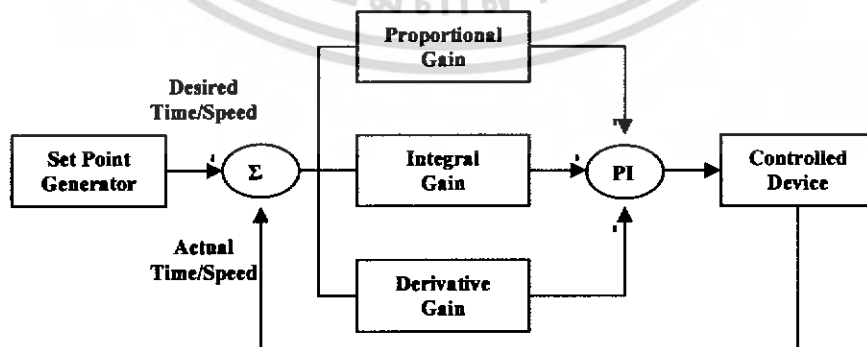 Proportional
Gain
Desired
Time/Speed
Set Point
Generator
Σ
Integral
Gain
PI
Controlled
Device
Actual
Time/Speed
Derivative
Gain